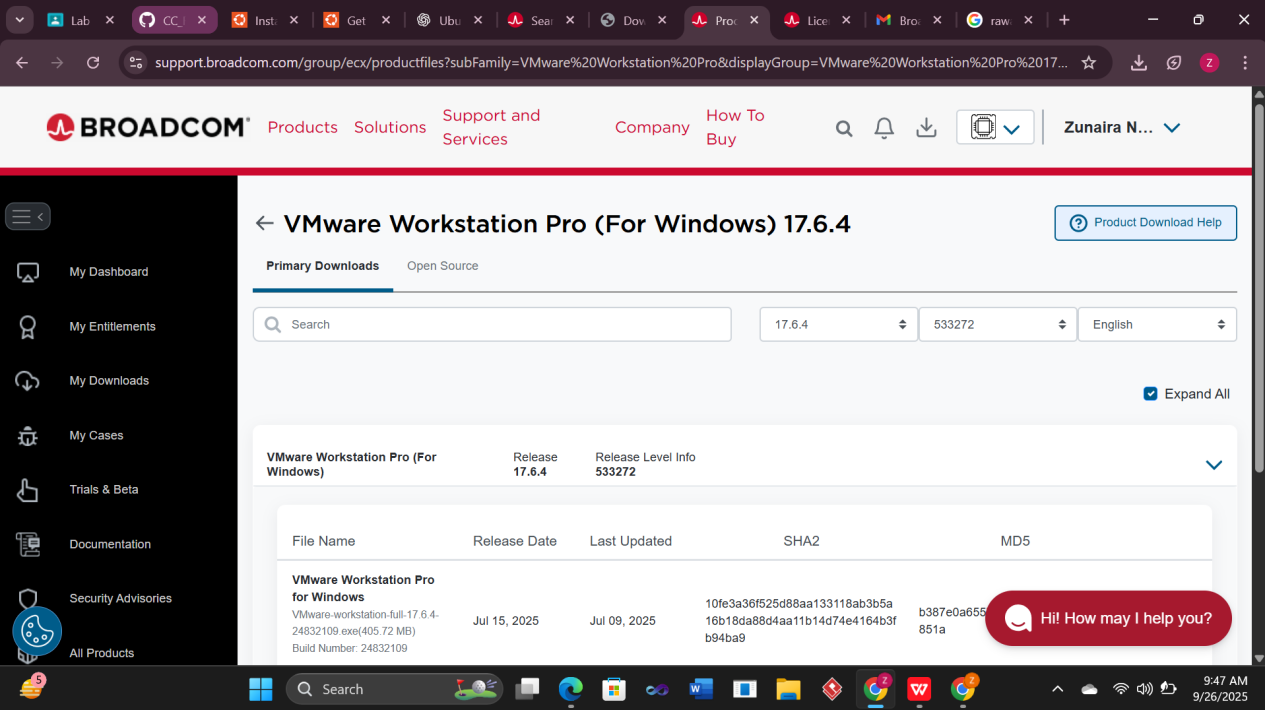 Lab
CC_
Insta
Get
Ubu
Sear
Dow
Proc
Lice
Broa
raw
Z
support.broadcom.com/group/ecx/productfiles?subFamily=VMware%20Workstation%20Pro&displayGroup=VMware%20Workstation%20Pro%2017...
BROADCOM®
Products
Solutions
Support and
Services
Company
How To
Buy
Zunaira N...
VMware Workstation Pro (For Windows) 17.6.4
Product Download Help
Primary Downloads
Open Source
Search
17.6.4
533272
English
Expand All
My Dashboard
My Entitlements
My Downloads
My Cases
Trials & Beta
Documentation
Security Advisories
All Products
VMware Workstation Pro (For
Windows)
Release
17.6.4
Release Level Info
533272
File Name
Release Date
Last Updated
SHA2
MD5
VMware Workstation Pro
for Windows
VMware-workstation-full-17.6.4-
24832109.exe(405.72 MB)
Build Number: 24832109
Jul 15, 2025
Jul 09, 2025
10fe3a36f525d88aa133118ab3b5a
16b18da88d4aa11b14d74e4164b3f
b94ba9
b387e0a655
851a
Hi! How may I help you?
5
Search
9:47 AM
9/26/2025